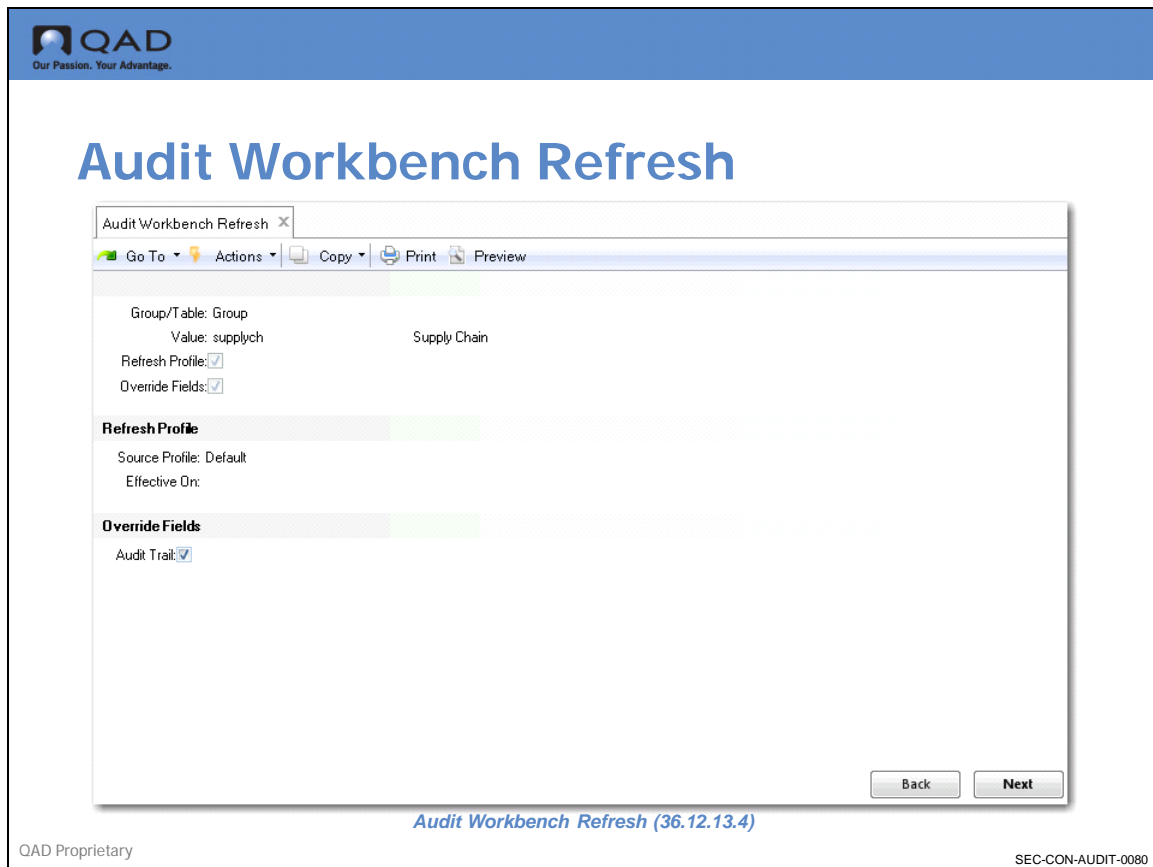 QAD
Our Passion. Your Advantage.
Audit Workbench Refresh
Audit Workbench Refresh
Go To Actions Copy Print Preview
Group/Table: Group
Value: supplych Supply Chain
Refresh Profile:
Override Fields:
Refresh Profile
Source Profile: Default
Effective On:
Override Fields
Audit Trail:
Back Next
Audit Workbench Refresh (36.12.13.4)
QAD Proprietary
SEC-CON-AUDIT-0080